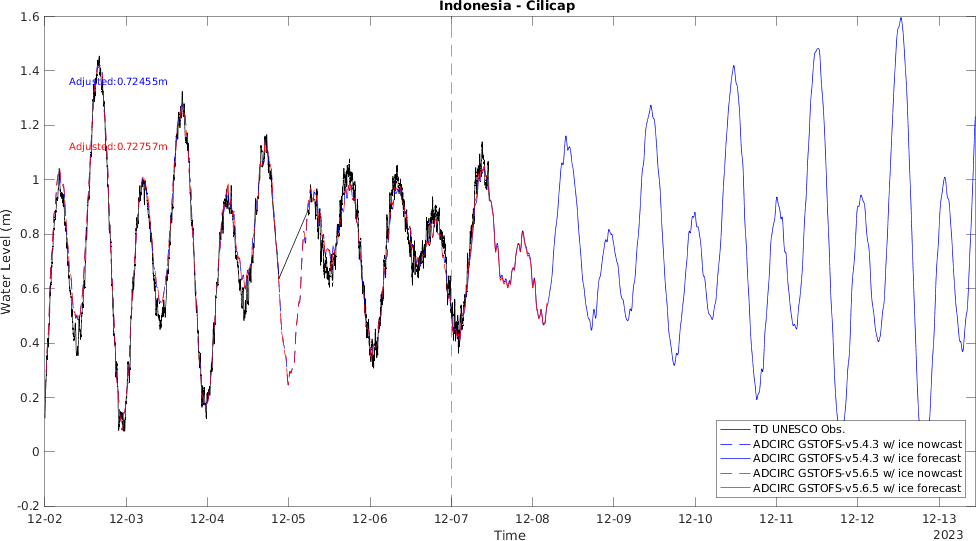 Indonesia - Cilicap
1.6
1.4
1.2
1
0.8
0.6
0.4
0.2
0
-0.2
Water Level (m)
Adjusted:0.72455m
Adjusted:0.72757m
TD UNESCO Obs.
ADCIRC GSTOFS-v5.4.3 w/ ice nowcast
ADCIRC GSTOFS-v5.4.3 w/ ice forecast
ADCIRC GSTOFS-v5.6.5 w/ ice nowcast
ADCIRC GSTOFS-v5.6.5 w/ ice forecast
12-02 12-03 12-04 12-05 12-06 12-07 12-08 12-09 12-10 12-11 12-12 12-13
Time
2023